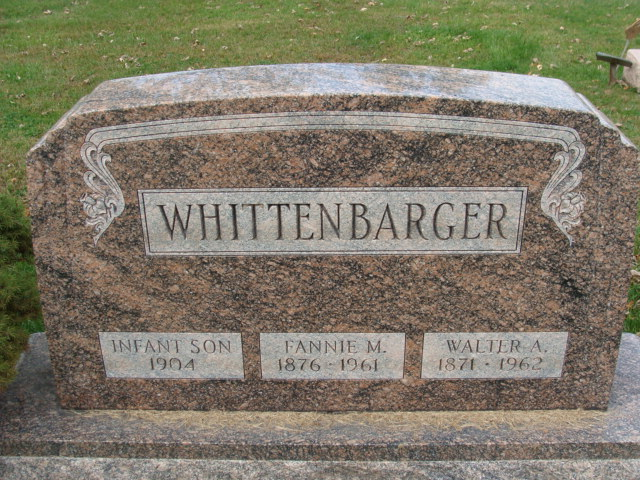 WHITTENBARGER
INFANT SON
1904
FANNIE M.
1876 - 1961
WALTER A.
1871 - 1962